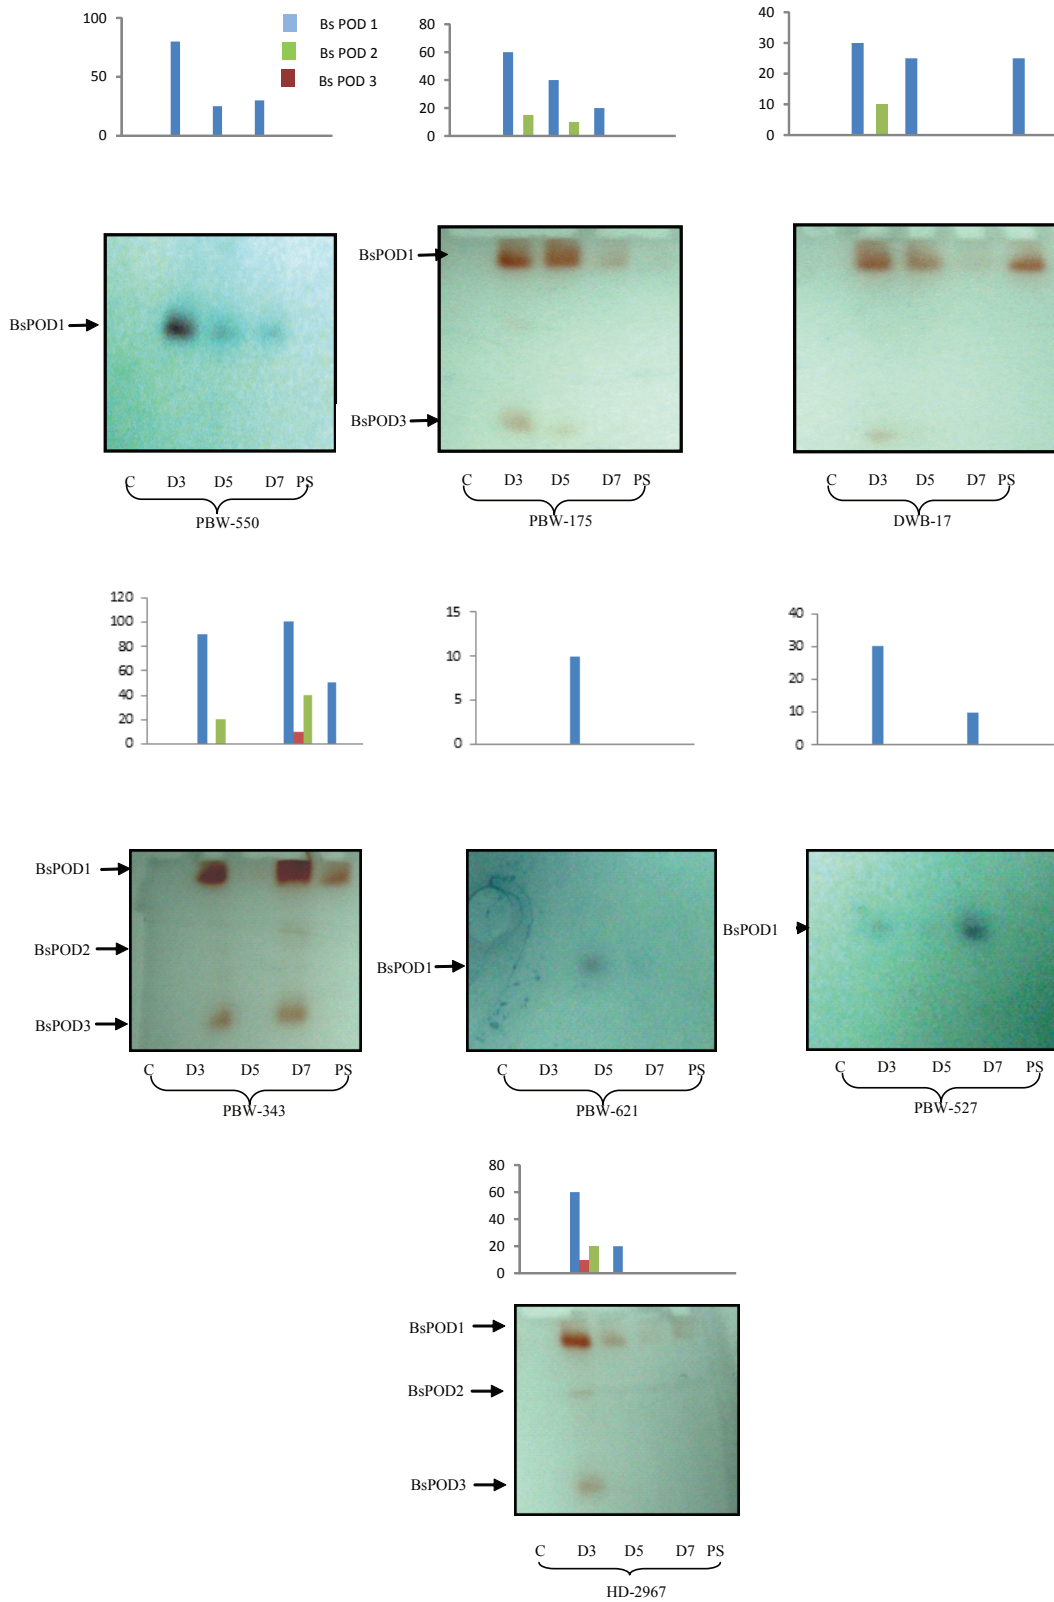 100
50
0
Bs POD 1
Bs POD 2
Bs POD 3
80
60
40
20
0
40
30
20
10
0
BsPOD1
BsPOD1
BsPOD3
C D3 D5 D7 PS
PBW-550
C D3 D5 D7 PS
PBW-175
C D3 D5 D7 PS
DWB-17
120
100
80
60
40
20
0
15
10
5
0
40
30
20
10
0
BsPOD1
BsPOD2
BsPOD3
BsPOD1
BsPOD1
C D3 D5 D7 PS
PBW-343
C D3 D5 D7 PS
PBW-621
C D3 D5 D7 PS
PBW-527
80
60
40
20
0
BsPOD1
BsPOD2
BsPOD3
C D3 D5 D7 PS
HD-2967